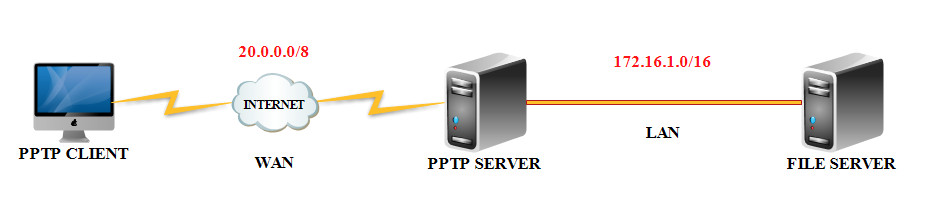 20.0.0.0/8
172.16.1.0/16
INTERNET
LAN
PPTP CLIENT
WAN
PPTP SERVER
FILE SERVER